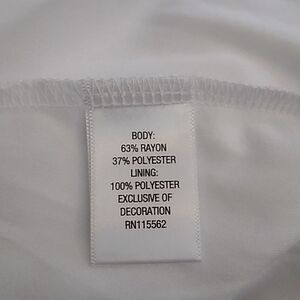 BODY:
63% RAYON
37% POLYESTER
LINING:
100% POLYESTER
EXCLUSIVE OF
DECORATION
RN115562